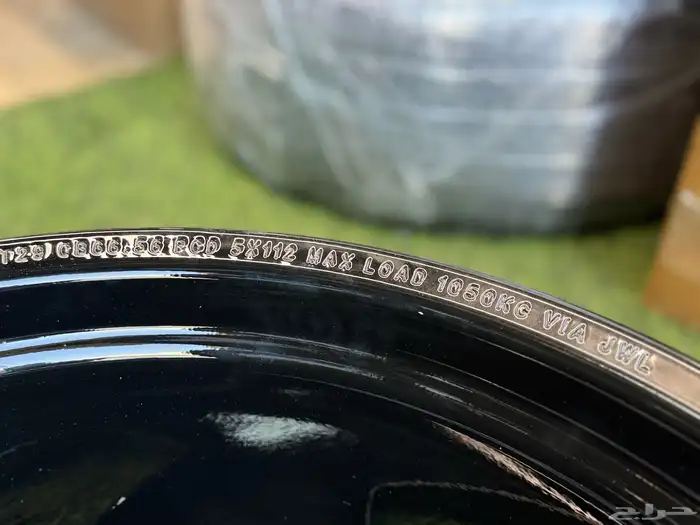 CB66.56 PCD 5X112 MAX LOAD 1050KG VIA JWL
حراج